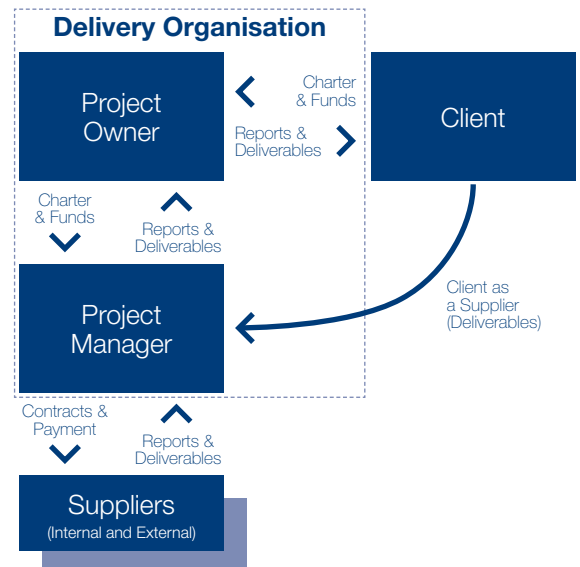 Delivery Organisation
Project
Owner
Charter
& Funds
Reports &
Deliverables
Client
Charter
& Funds
Reports &
Deliverables
Project
Manager
Client as
a Supplier
(Deliverables)
Contracts &
Payment
Reports &
Deliverables
Suppliers
(Internal and External)